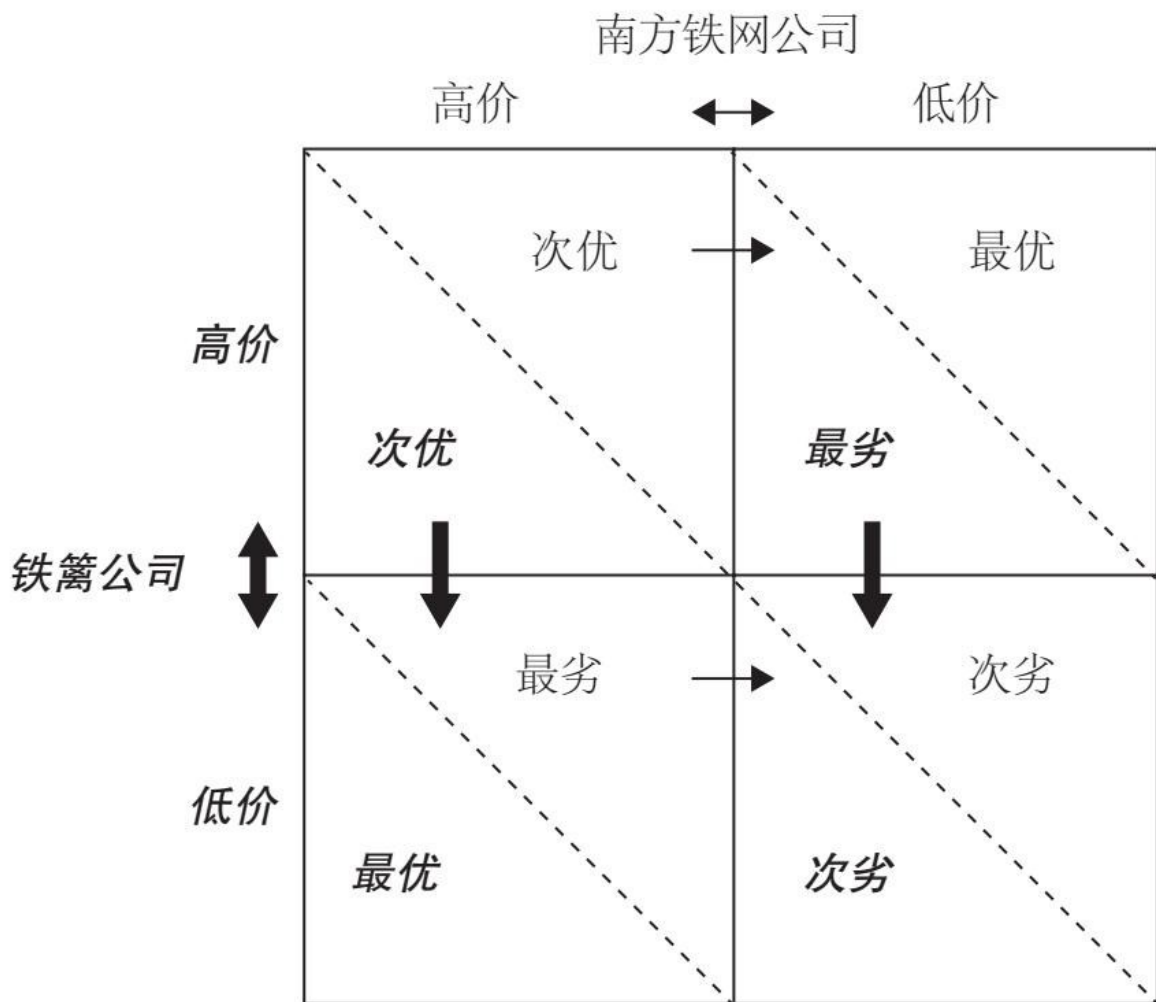 南方铁网公司
高价 低价
次优 最优
高价
次优 最劣
铁篱公司
最劣 次劣
低价
最优 次劣